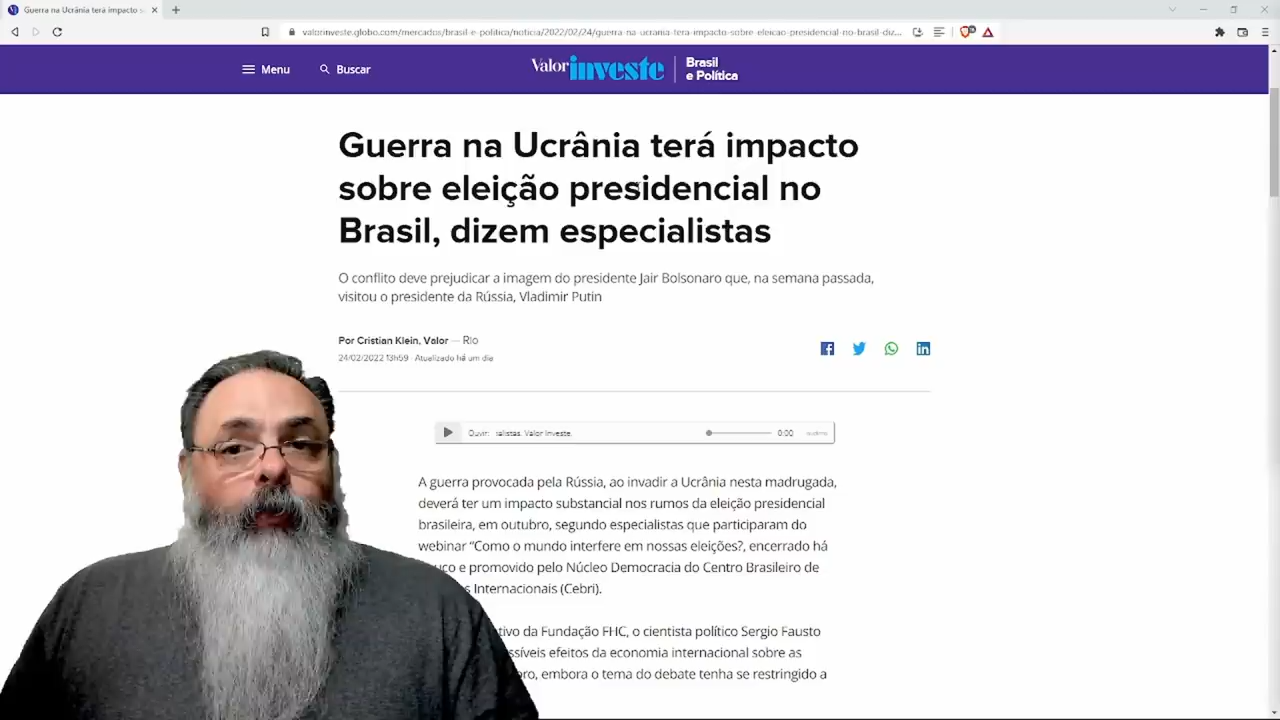 Guerra na Ucrânia terá impacto s
valorinveste.globo.com/mercados/brasil-e-politica/noticia/2022/02/24/guerra-na-ucrania-tera-impacto-sobre-eleicao-presidencial-no-brasil-diz...
Menu
Buscar
Valor investe
Brasil
e Política
Guerra na Ucrânia terá impacto
sobre eleição presidencial no
Brasil, dizem especialistas
O conflito deve prejudicar a imagem do presidente Jair Bolsonaro que, na semana passada,
visitou o presidente da Rússia, Vladimir Putin
Por Cristian Klein, Valor — Rio
24/02/2022 13h59 · Atualizado há um dia
Ouvir: ialistas. Valor Investe.
0:00
A guerra provocada pela Rússia, ao invadir a Ucrânia nesta madrugada,
deverá ter um impacto substancial nos rumos da eleição presidencial
brasileira, em outubro, segundo especialistas que participaram do
webinar “Como o mundo interfere em nossas eleições?, encerrado há
uco e promovido pelo Núcleo Democracia do Centro Brasileiro de
s Internacionais (Cebri).
tivo da Fundação FHC, o cientista político Sergio Fausto
ssíveis efeitos da economia internacional sobre as
bro, embora o tema do debate tenha se restringido a